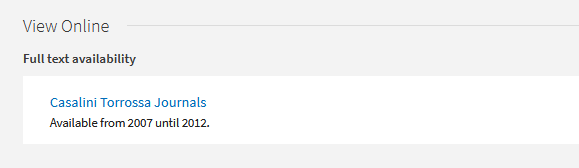 View Online
Full text availability
Casalini Torrossa Journals
Available from 2007 until 2012.